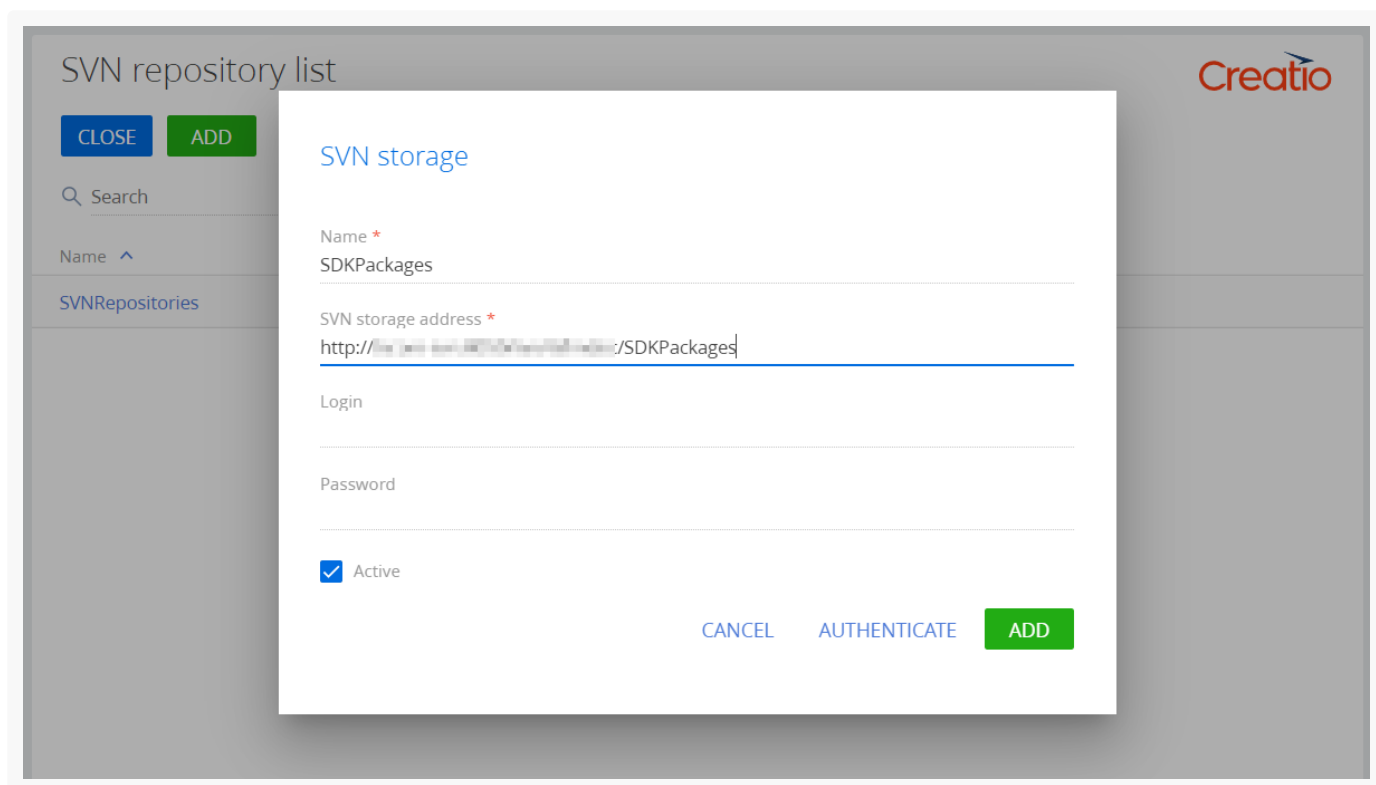 SVN repository list
Creatio
CLOSE ADD
Search
Name
SVNRepositories
SVN storage
Name *
SDKPackages
SVN storage address *
http:// /SDKPackages
Login
Password
Active
CANCEL AUTHENTICATE ADD